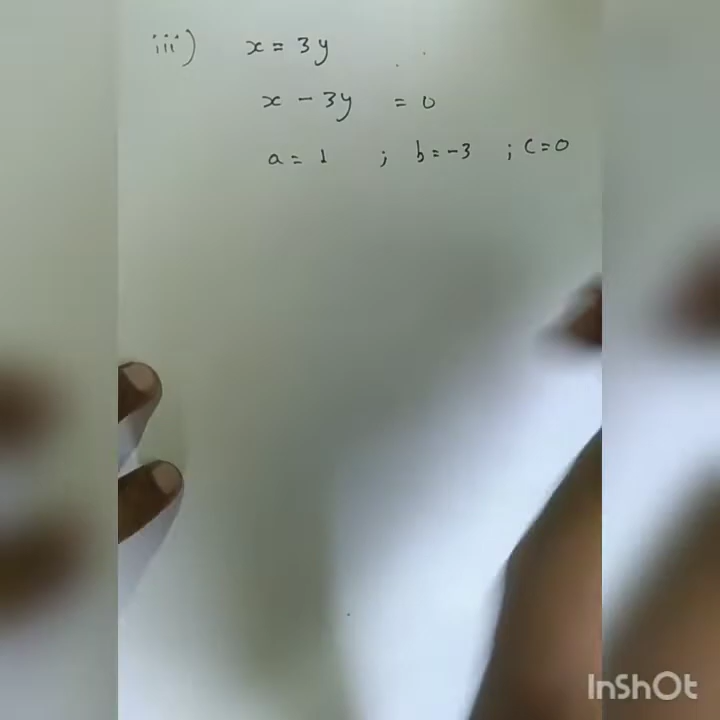 iii) x = 3y
x - 3y = 0
a = 1 ; b = -3 ; c = 0
InShOt